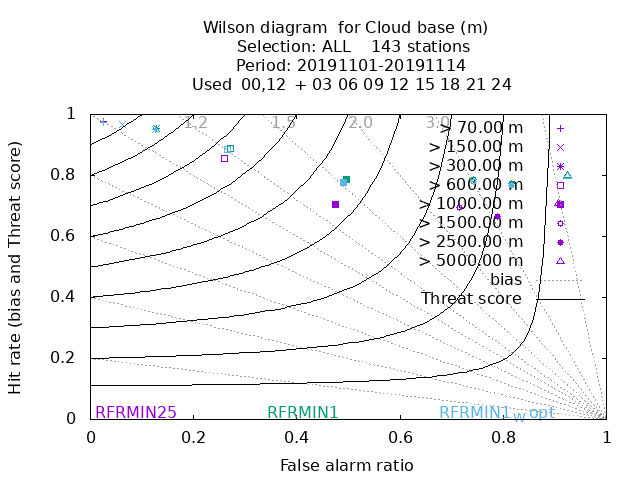 Wilson diagram  for Cloud base (m)
Selection: ALL    143 stations
Period: 20191101-20191114
Used  00,12  + 03 06 09 12 15 18 21 24
Hit rate (bias and Threat score)
1
0.8
0.6
0.4
0.2
0
1.2
1.5
2.0
3.0
> 70.00 m
> 150.00 m
> 300.00 m
> 600.00 m
> 1000.00 m
> 1500.00 m
> 2500.00 m
> 5000.00 m
bias
Threat score
RFRMIN25 RFRMIN1 RFRMIN1_W opt
0 0.2 0.4 0.6 0.8 1
False alarm ratio